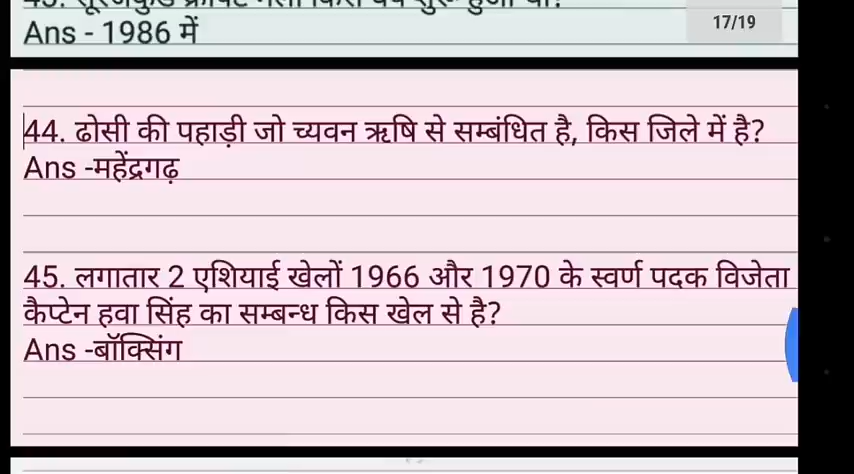 Ans - 1986 में
17/19
44. ढोसी की पहाड़ी जो च्यवन ऋषि से सम्बंधित है, किस जिले में है?
Ans -महेंद्रगढ़
45. लगातार 2 एशियाई खेलों 1966 और 1970 के स्वर्ण पदक विजेता
कैप्टेन हवा सिंह का सम्बन्ध किस खेल से है?
Ans -बॉक्सिंग